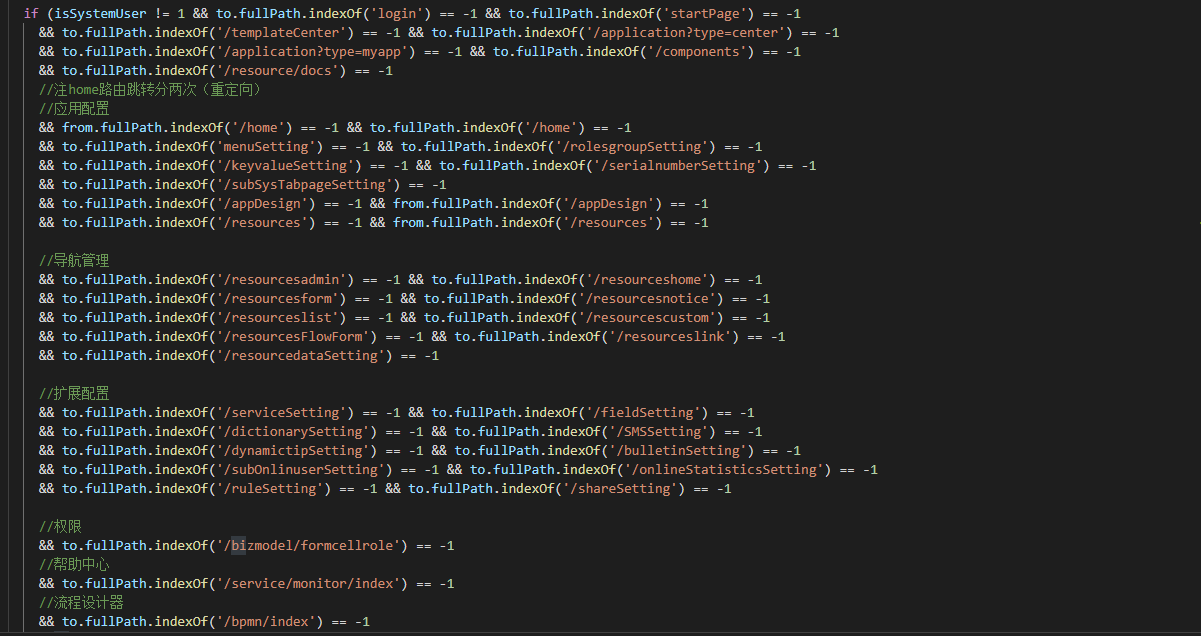 if (isSystemUser != 1 && to.fullPath.indexOf('login') == -1 && to.fullPath.indexOf('startPage') == -1
&& to.fullPath.indexOf('/templateCenter') == -1 && to.fullPath.indexOf('/application?type=center') == -1
&& to.fullPath.indexOf('/application?type=myapp') == -1 && to.fullPath.indexOf('/components') == -1
&& to.fullPath.indexOf('/resource/docs') == -1
//注home路由跳转分两次（重定向）
//应用配置
&& from.fullPath.indexOf('/home') == -1 && to.fullPath.indexOf('/home') == -1
&& to.fullPath.indexOf('menuSetting') == -1 && to.fullPath.indexOf('/rolesgroupSetting') == -1
&& to.fullPath.indexOf('/keyvalueSetting') == -1 && to.fullPath.indexOf('/serialnumberSetting') == -1
&& to.fullPath.indexOf('/subSysTabpageSetting') == -1
&& to.fullPath.indexOf('/appDesign') == -1 && from.fullPath.indexOf('/appDesign') == -1
&& to.fullPath.indexOf('/resources') == -1 && from.fullPath.indexOf('/resources') == -1
//导航管理
&& to.fullPath.indexOf('/resourcesadmin') == -1 && to.fullPath.indexOf('/resourceshome') == -1
&& to.fullPath.indexOf('/resourcesform') == -1 && to.fullPath.indexOf('/resourcesnotice') == -1
&& to.fullPath.indexOf('/resourceslist') == -1 && to.fullPath.indexOf('/resourcescustom') == -1
&& to.fullPath.indexOf('/resourcesFlowForm') == -1 && to.fullPath.indexOf('/resourceslink') == -1
&& to.fullPath.indexOf('/resourcedataSetting') == -1
//扩展配置
&& to.fullPath.indexOf('/serviceSetting') == -1 && to.fullPath.indexOf('/fieldSetting') == -1
&& to.fullPath.indexOf('/dictionarySetting') == -1 && to.fullPath.indexOf('/SMSSetting') == -1
&& to.fullPath.indexOf('/dynamictipSetting') == -1 && to.fullPath.indexOf('/bulletinSetting') == -1
&& to.fullPath.indexOf('/subOnlinuserSetting') == -1 && to.fullPath.indexOf('/onlineStatisticsSetting') == -1
&& to.fullPath.indexOf('/ruleSetting') == -1 && to.fullPath.indexOf('/shareSetting') == -1
//权限
&& to.fullPath.indexOf('/bizmodel/formcellrole') == -1
//帮助中心
&& to.fullPath.indexOf('/service/monitor/index') == -1
//流程设计器
&& to.fullPath.indexOf('/bpmn/index') == -1